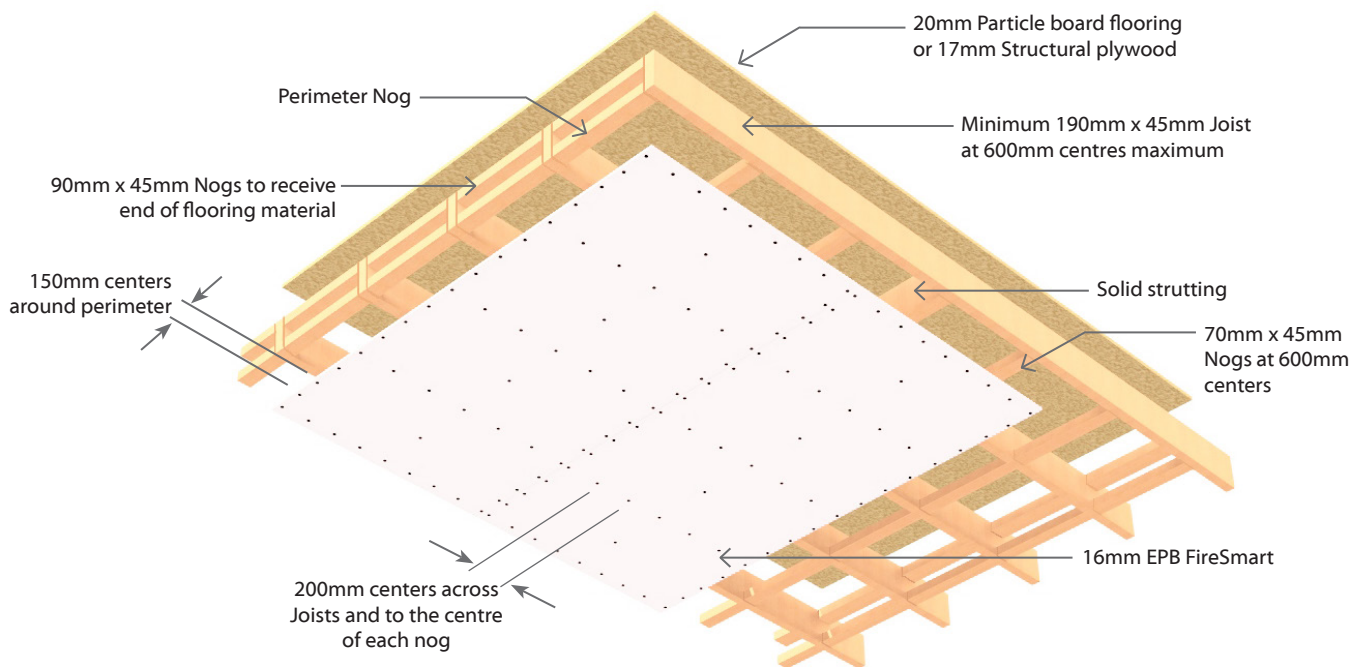 20mm Particle board flooring
or 17mm Structural plywood
Perimeter Nog
Minimum 190mm x 45mm Joist
at 600mm centres maximum
90mm x 45mm Nogs to receive
end of flooring material
150mm centers
around perimeter
Solid strutting
70mm x 45mm
Nogs at 600mm
centers
16mm EPB FireSmart
200mm centers across
Joists and to the centre
of each nog